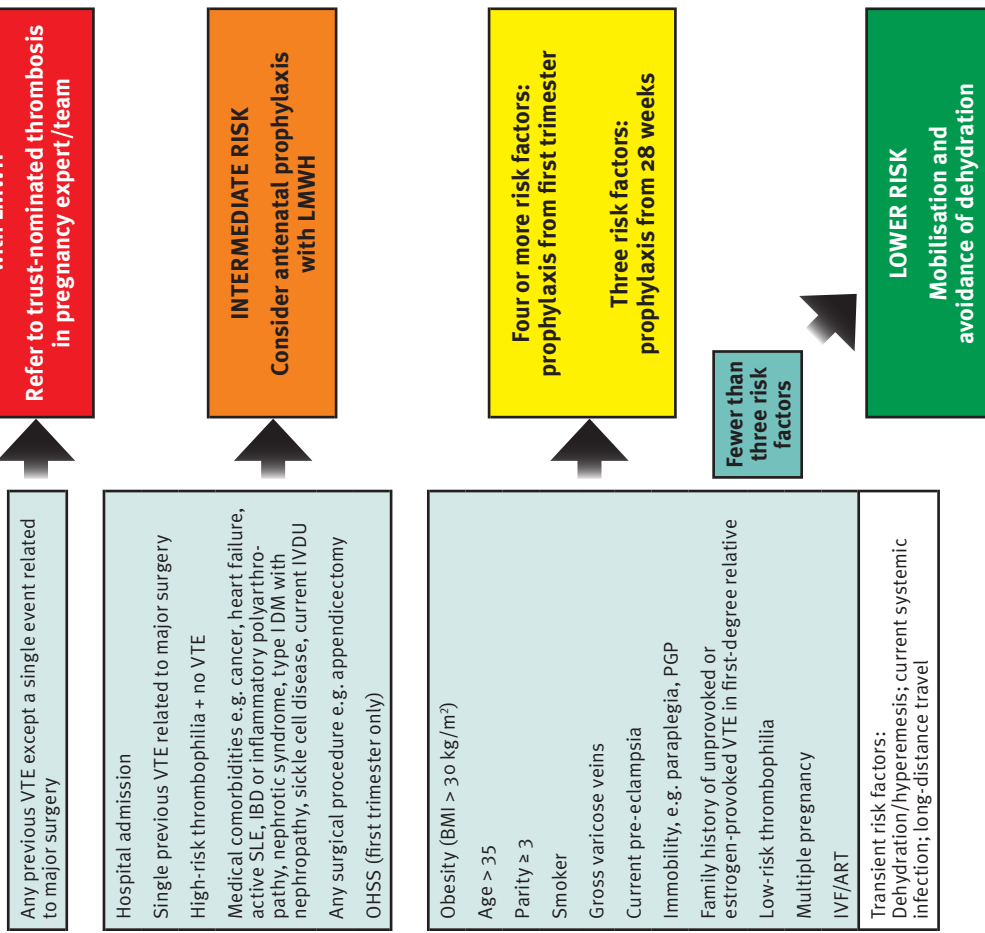 Any previous VTE except a single event related
to major surgery
Refer to trust-nominated thrombosis
in pregnancy expert/team
Hospital admission
Single previous VTE related to major surgery
High-risk thrombophilia + no VTE
Medical comorbidities e.g. cancer, heart failure,
active SLE, IBD or inflammatory polyarthro-
pathy, nephrotic syndrome, type I DM with
nephropathy, sickle cell disease, current IVDU
Any surgical procedure e.g. appendicectomy
OHSS (first trimester only)
INTERMEDIATE RISK
Consider antenatal prophylaxis
with LMWH
Obesity (BMI > 30 kg/m²)
Age > 35
Parity ≥ 3
Smoker
Gross varicose veins
Current pre-eclampsia
Immobility, e.g. paraplegia, PGP
Family history of unprovoked or
estrogen-provoked VTE in first-degree relative
Low-risk thrombophilia
Multiple pregnancy
IVF/ART
Transient risk factors:
Dehydration/hyperemesis; current systemic
infection; long-distance travel
Four or more risk factors:
prophylaxis from first trimester
Three risk factors:
prophylaxis from 28 weeks
Fewer than
three risk
factors
LOWER RISK
Mobilisation and
avoidance of dehydration